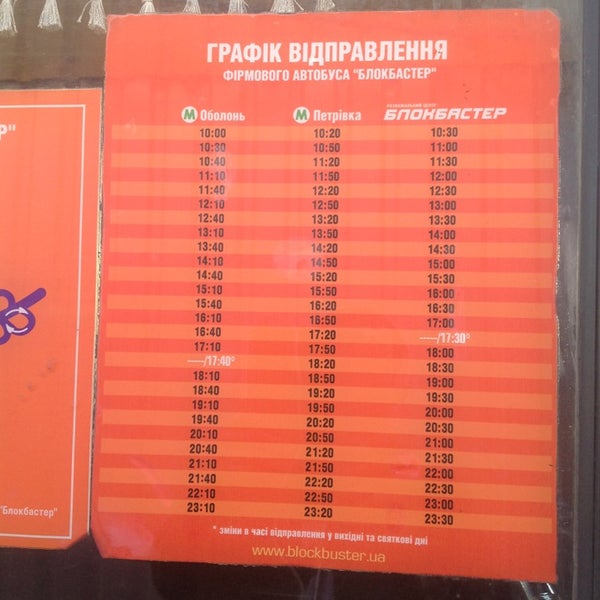 ГРАФІК ВІДПРАВЛЕННЯ
ФІРМОВОГО АВТОБУСА "БЛОКБАСТЕР"
М Оболонь М Петрівка РОЗВАЖАЛЬНИЙ ЦЕНТР БЛОКБАСТЕР
10:00 10:20 10:30
10:30 10:50 11:00
10:40 11:20 11:30
11:10 11:50 12:00
11:40 12:20 12:30
12:10 12:50 13:00
12:40 13:20 13:30
13:10 13:50 14:00
13:40 14:20 14:30
14:10 14:50 15:00
14:40 15:20 15:30
15:10 15:50 16:00
15:40 16:20 16:30
16:10 16:50 17:00
16:40 17:20 -----/17:30*
17:10 17:50 18:00
-----/17:40* 18:20 18:30
18:10 18:50 19:00
18:40 19:20 19:30
19:10 19:50 20:00
19:40 20:20 20:30
20:10 20:50 21:00
20:40 21:20 21:30
21:10 21:50 22:00
21:40 22:20 22:30
22:10 22:50 23:00
23:10 23:20 23:30
* зміни в часі відправлення у вихідні та святкові дні
www.blockbuster.ua
Р"
"Блокбастер"